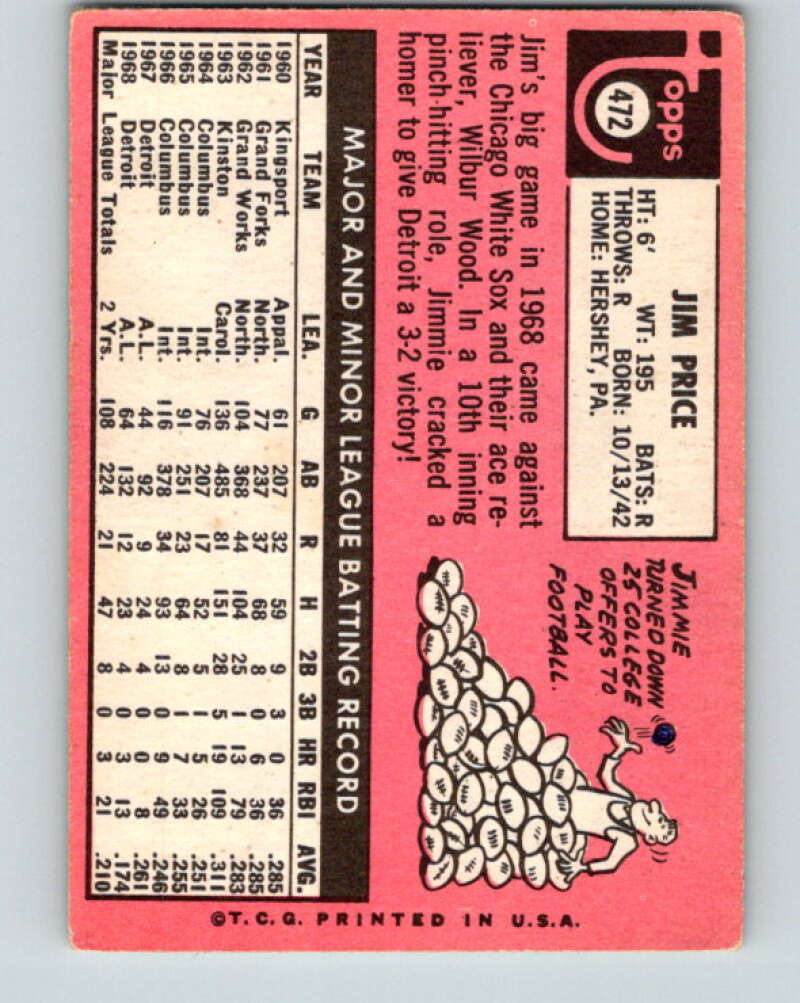 Topps
472
JIM PRICE
HT: 6' WT: 195 BATS: R
THROWS: R BORN: 10/13/42
HOME: HERSHEY, PA.
Jim's big game in 1968 came against
the Chicago White Sox and their ace re-
liever, Wilbur Wood. In a 10th inning
pinch-hitting role, Jimmie cracked a
homer to give Detroit a 3-2 victory!
JIMMIE
TURNED DOWN
25 COLLEGE
OFFERS TO
PLAY
FOOTBALL.
MAJOR AND MINOR LEAGUE BATTING RECORD
YEAR TEAM LEA. G AB R H 2B 3B HR RBI AVG.
1960 Kingsport Appal. 61 207 32 59 9 3 0 36 .285
1961 Grand Forks North. 77 237 37 68 8 0 6 36 .285
1962 Grand Works North. 104 368 44 104 25 1 13 79 .283
1963 Kinston Carol. 136 485 81 151 28 5 19 109 .311
1964 Columbus Int. 76 207 17 52 5 1 5 26 .251
1965 Columbus Int. 91 251 23 64 8 1 7 33 .255
1966 Columbus Int. 116 378 34 93 13 0 9 49 .246
1967 Detroit A.L. 44 92 9 24 4 0 0 8 .261
1968 Detroit A.L. 64 132 12 23 4 0 3 13 .174
Major League Totals 2 Yrs. 108 224 21 47 8 0 3 21 .210
©T.C.G. PRINTED IN U.S.A.